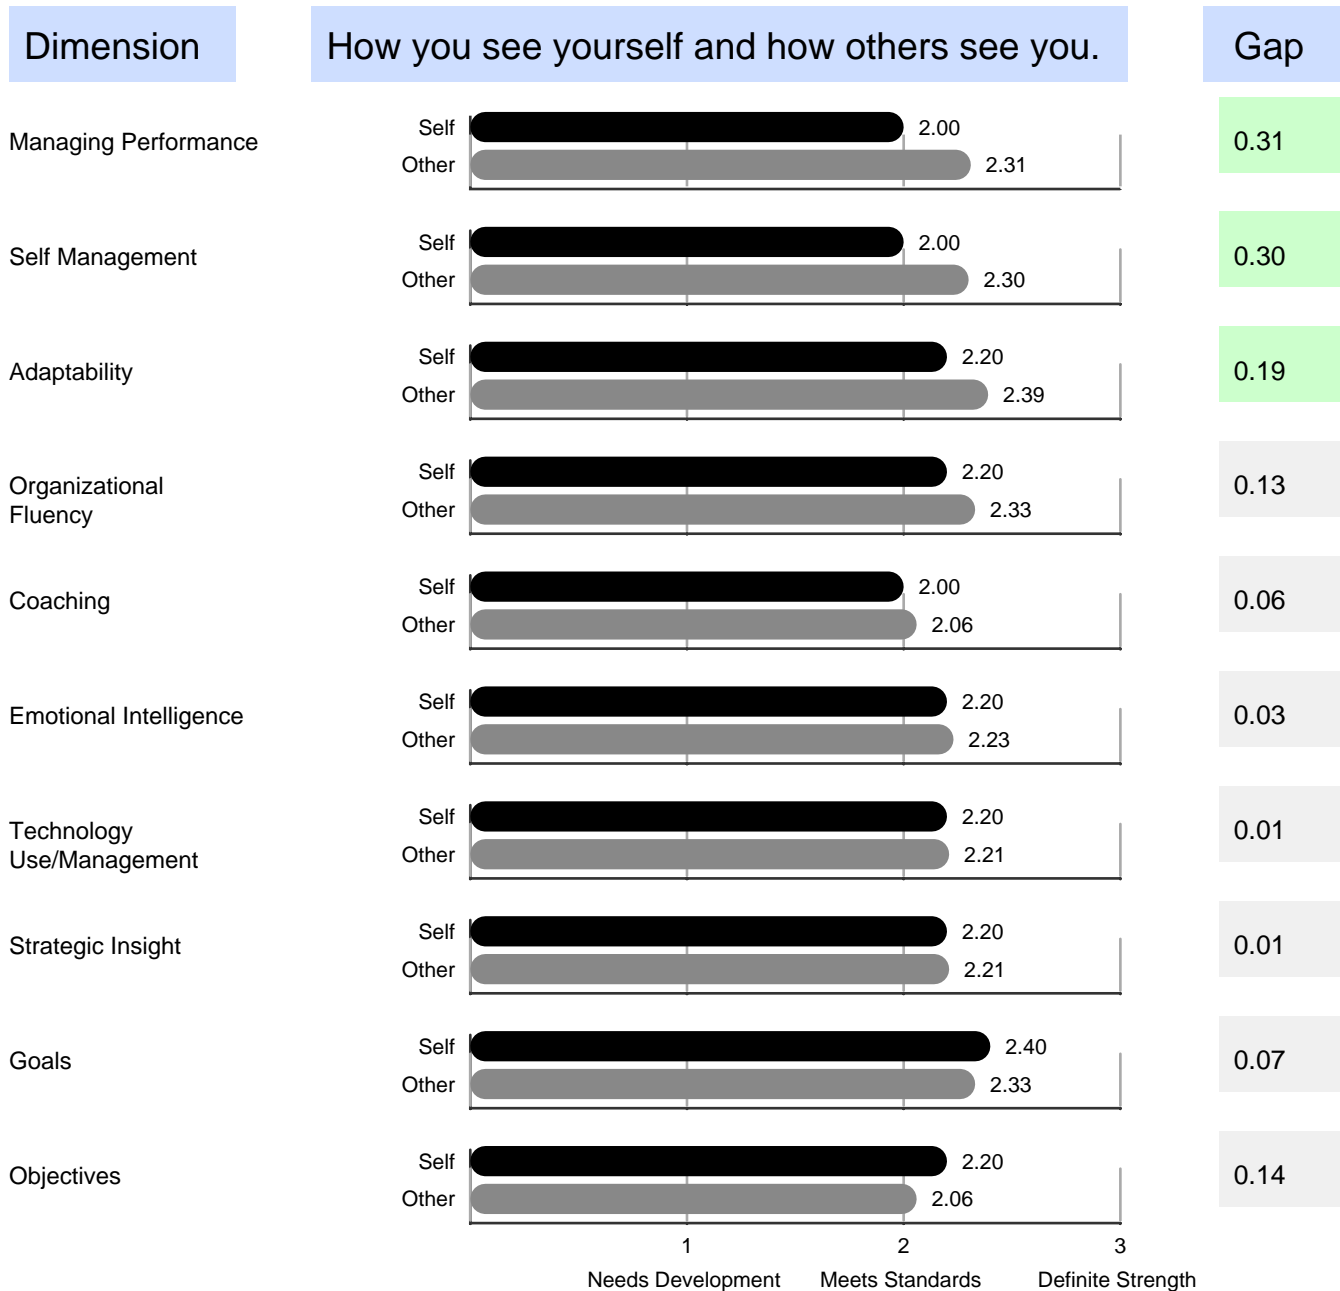 Dimension
How you see yourself and how others see you.
Gap
Managing Performance
Self
2.00
Other
2.31
0.31
Self Management
Self
2.00
Other
2.30
0.30
Adaptability
Self
2.20
Other
2.39
0.19
Organizational
Fluency
Self
2.20
Other
2.33
0.13
Coaching
Self
2.00
Other
2.06
0.06
Emotional Intelligence
Self
2.20
Other
2.23
0.03
Technology
Use/Management
Self
2.20
Other
2.21
0.01
Strategic Insight
Self
2.20
Other
2.21
0.01
Goals
Self
2.40
Other
2.33
0.07
Objectives
Self
2.20
Other
2.06
0.14
1
2
3
Needs Development
Meets Standards
Definite Strength